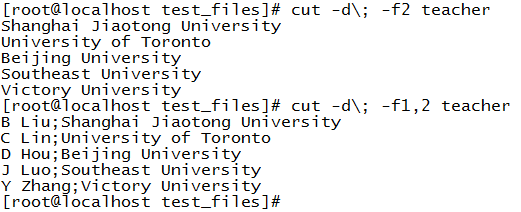 [root@localhost test_files]# cut -d\; -f2 teacher
Shanghai Jiaotong University
University of Toronto
Beijing University
Southeast University
Victory University
[root@localhost test_files]# cut -d\; -f1,2 teacher
B Liu;Shanghai Jiaotong University
C Lin;University of Toronto
D Hou;Beijing University
J Luo;Southeast University
Y Zhang;Victory University
[root@localhost test_files]#